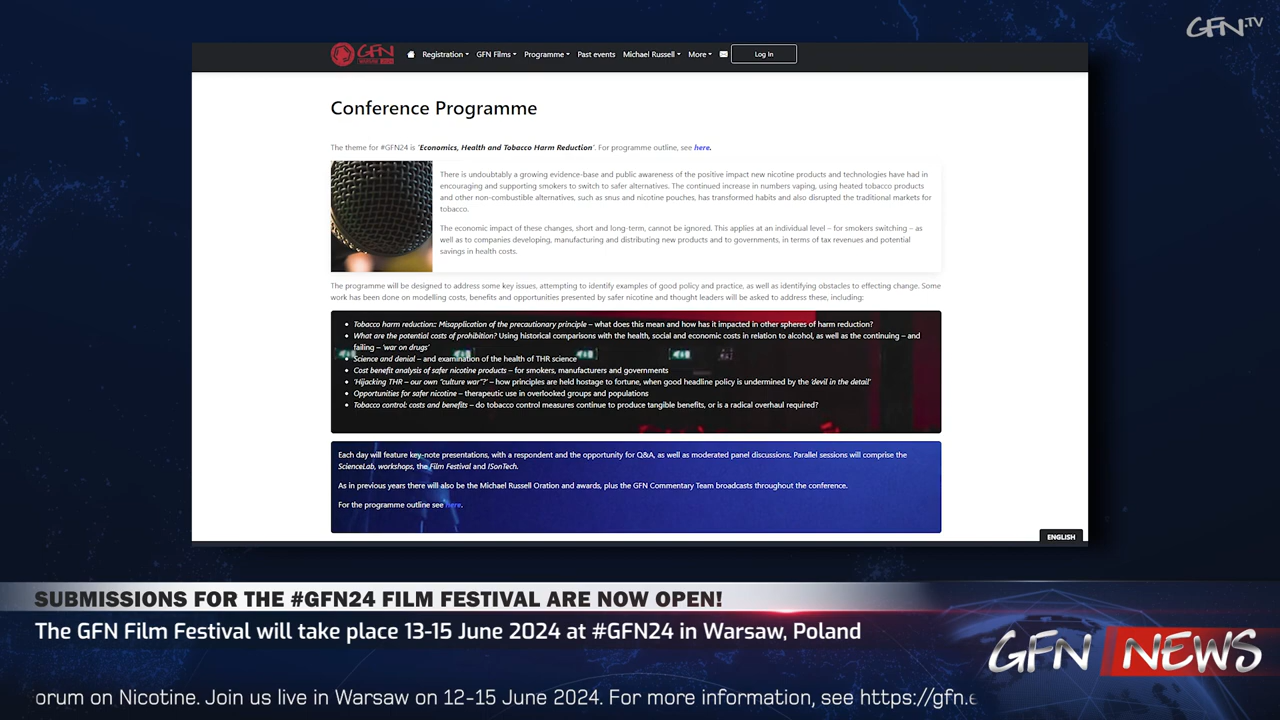 GFN.TV
GFN
Registration
GFN Films
Programme
Past events
Michael Russell
More
Log In
Conference Programme
The theme for #GFN24 is 'Economics, Health and Tobacco Harm Reduction'. For programme outline, see here.
There is undoubtably a growing evidence-base and public awareness of the positive impact new nicotine products and technologies have had in
encouraging and supporting smokers to switch to safer alternatives. The continued increase in numbers vaping, using heated tobacco products
and other non-combustible alternatives, such as snus and nicotine pouches, has transformed habits and also disrupted the traditional markets for
tobacco.
The economic impact of these changes, short and long-term, cannot be ignored. This applies at an individual level – for smokers switching – as
well as to companies developing, manufacturing and distributing new products and to governments, in terms of tax revenues and potential
savings in health costs.
The programme will be designed to address some key issues, attempting to identify examples of good policy and practice, as well as identifying obstacles to effecting change. Some
work has been done on modelling costs, benefits and opportunities presented by safer nicotine and thought leaders will be asked to address these, including:
• Tobacco harm reduction:: Misapplication of the precautionary principle – what does this mean and how has it impacted in other spheres of harm reduction?
• What are the potential costs of prohibition? Using historical comparisons with the health, social and economic costs in relation to alcohol, as well as the continuing – and
failing – 'war on drugs'
• Science and denial – and examination of the health of THR science
• Cost benefit analysis of safer nicotine products – for smokers, manufacturers and governments
• 'Hijacking THR – our own "culture war"?' – how principles are held hostage to fortune, when good headline policy is undermined by the 'devil in the detail'
• Opportunities for safer nicotine – therapeutic use in overlooked groups and populations
• Tobacco control: costs and benefits – do tobacco control measures continue to produce tangible benefits, or is a radical overhaul required?
Each day will feature key-note presentations, with a respondent and the opportunity for Q&A, as well as moderated panel discussions. Parallel sessions will comprise the
ScienceLab, workshops, the Film Festival and ISonTech.
As in previous years there will also be the Michael Russell Oration and awards, plus the GFN Commentary Team broadcasts throughout the conference.
For the programme outline see here.
ENGLISH
SUBMISSIONS FOR THE #GFN24 FILM FESTIVAL ARE NOW OPEN!
The GFN Film Festival will take place 13-15 June 2024 at #GFN24 in Warsaw, Poland
GFN NEWS
orum on Nicotine. Join us live in Warsaw on 12-15 June 2024. For more information, see https://gfn.e